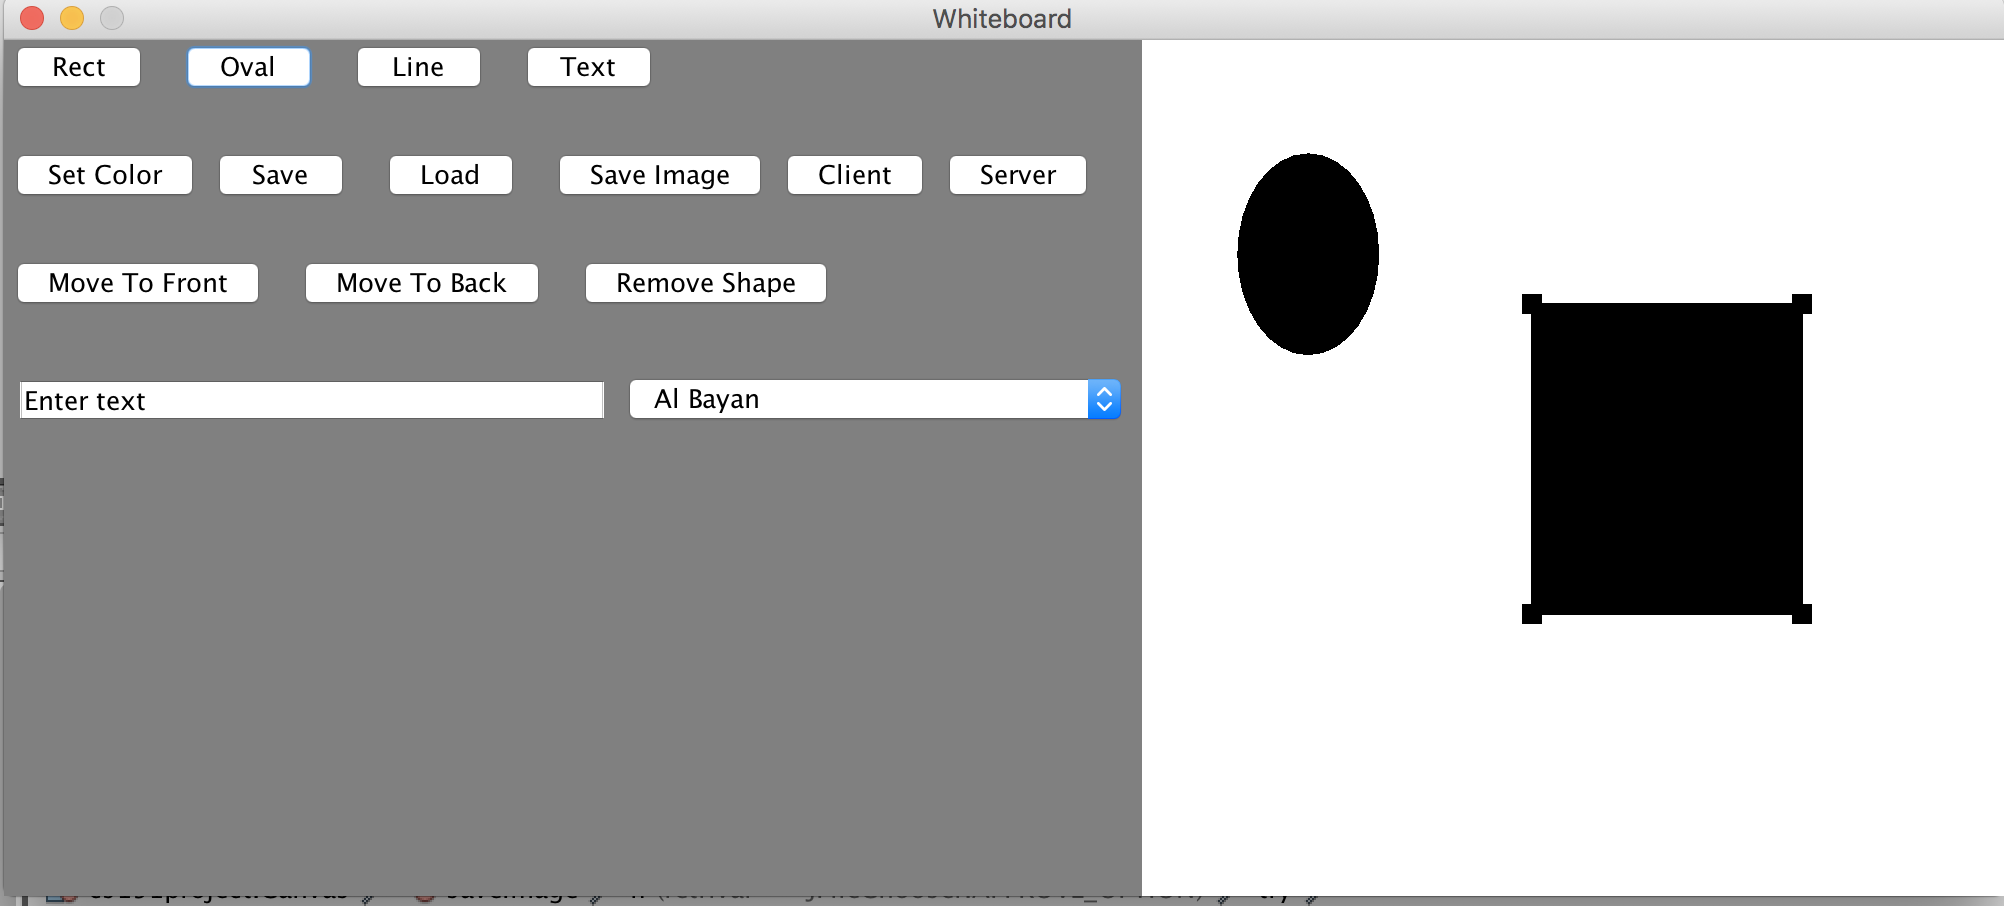 Whiteboard
Rect Oval Line Text
Set Color Save Load Save Image Client Server
Move To Front Move To Back Remove Shape
Enter text Al Bayan